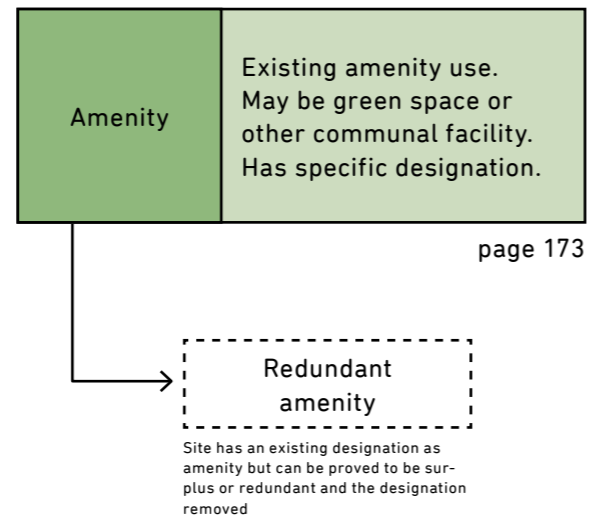 Amenity
Existing amenity use.
May be green space or
other communal facility.
Has specific designation.
page 173
Redundant
amenity
Site has an existing designation as
amenity but can be proved to be sur-
plus or redundant and the designation
removed